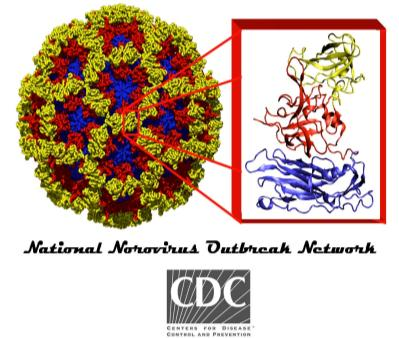 National Norovirus Outbreak Network
CDC
CENTERS FOR DISEASE
CONTROL AND PREVENTION